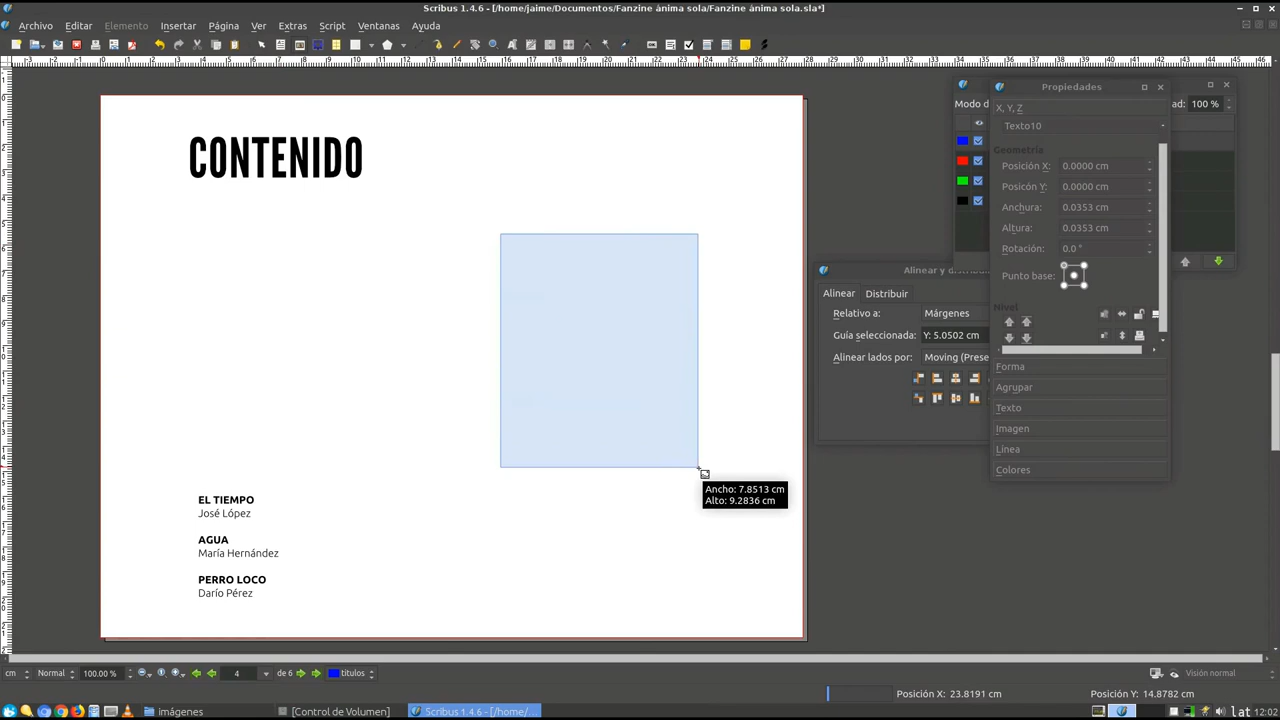 Scribus 1.4.6 - [/home/jaime/Documentos/Fanzine ánima sola/Fanzine ánima sola.sla*]
Archivo Editar Elemento Insertar Página Ver Extras Script Ventanas Ayuda
CONTENIDO
EL TIEMPO
José López
AGUA
María Hernández
PERRO LOCO
Darío Pérez
Ancho: 7.8513 cm
Alto: 9.2836 cm
Modo d
ad: 100 %
Propiedades
X, Y, Z
Texto10
Geometría
Posición X: 0.0000 cm
Posicón Y: 0.0000 cm
Anchura: 0.0353 cm
Altura: 0.0353 cm
Rotación: 0.0 °
Punto base:
Nivel
Forma
Agrupar
Texto
Imagen
Línea
Colores
Alinear y distribui
Alinear Distribuir
Relativo a: Márgenes
Guía seleccionada: Y: 5.0502 cm
Alinear lados por: Moving (Prese
cm Normal 100.00 % 4 de 6 títulos Visión normal
Posición X: 23.8191 cm Posición Y: 14.8782 cm
imágenes [Control de Volumen] Scribus 1.4.6 - [/home/... lat 12:02